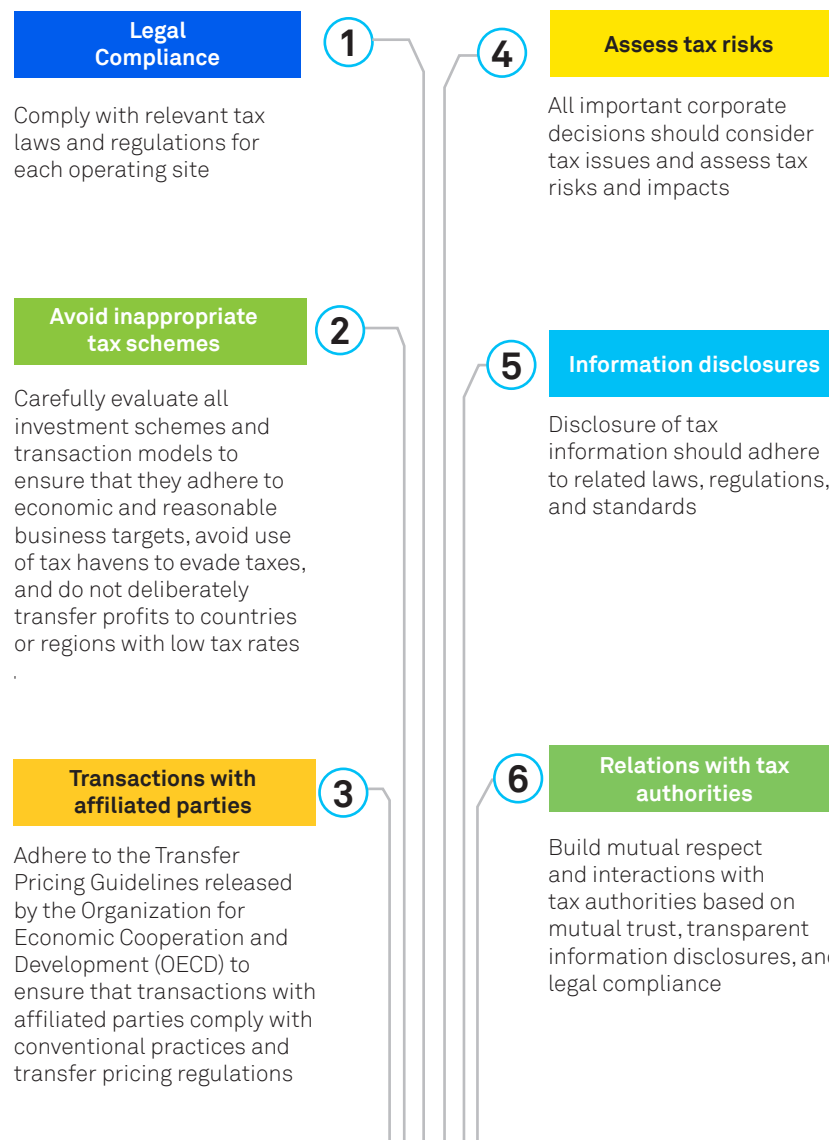 Legal
Compliance
1
Comply with relevant tax
laws and regulations for
each operating site
Avoid inappropriate
tax schemes
2
Carefully evaluate all
investment schemes and
transaction models to
ensure that they adhere to
economic and reasonable
business targets, avoid use
of tax havens to evade taxes,
and do not deliberately
transfer profits to countries
or regions with low tax rates
Transactions with
affiliated parties
3
Adhere to the Transfer
Pricing Guidelines released
by the Organization for
Economic Cooperation and
Development (OECD) to
ensure that transactions with
affiliated parties comply with
conventional practices and
transfer pricing regulations
4
Assess tax risks
All important corporate
decisions should consider
tax issues and assess tax
risks and impacts
5
Information disclosures
Disclosure of tax
information should adhere
to related laws, regulations,
and standards
6
Relations with tax
authorities
Build mutual respect
and interactions with
tax authorities based on
mutual trust, transparent
information disclosures, and
legal compliance